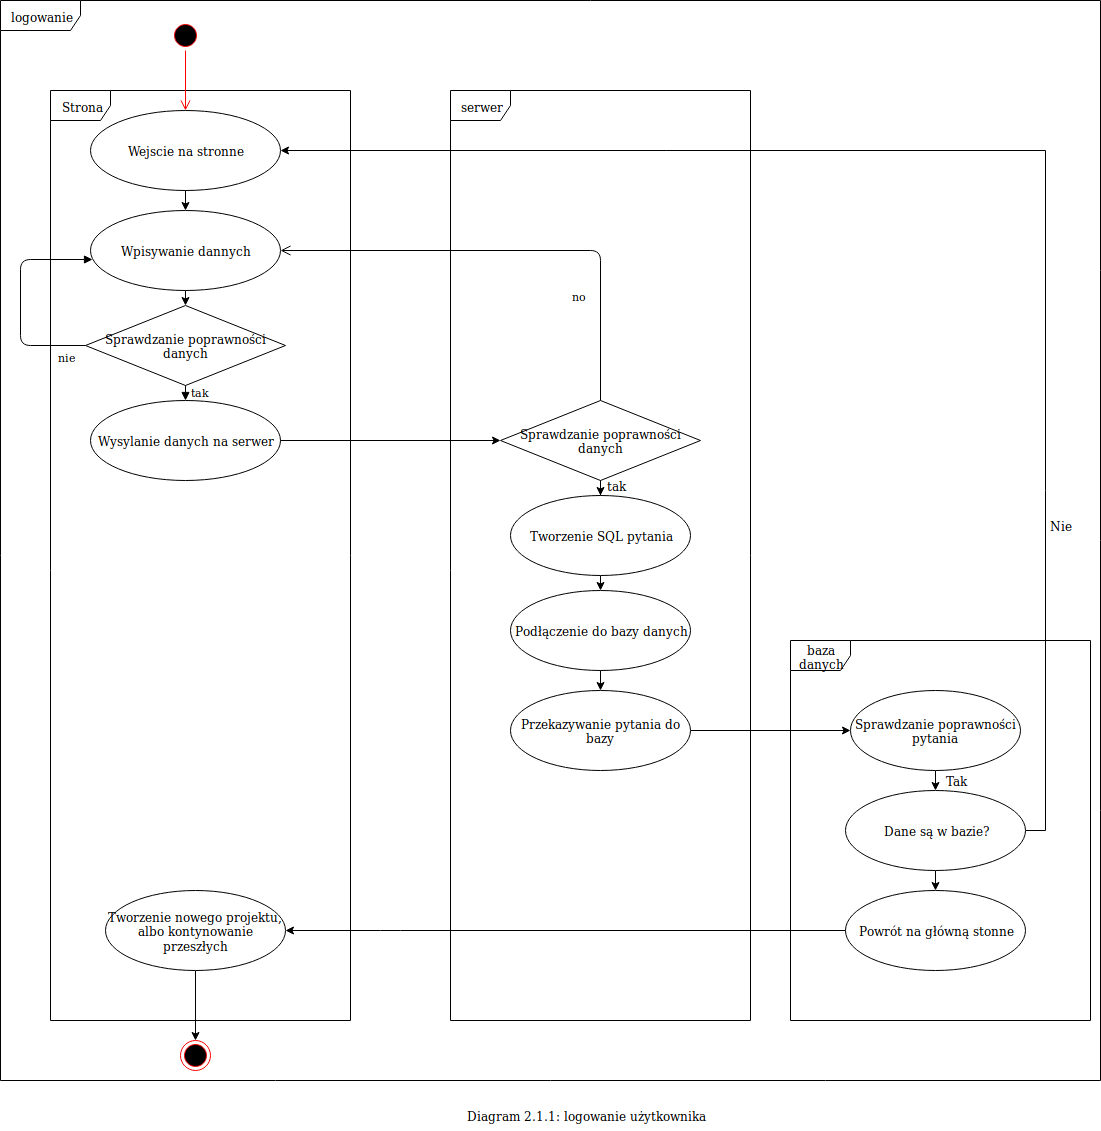 logowanie
Strona
serwer
Wejscie na stronne
Wpisywanie dannych
no
Sprawdzanie poprawności
danych
nie
tak
Wysylanie danych na serwer
Sprawdzanie poprawności
danych
tak
Tworzenie SQL pytania
Nie
Podłączenie do bazy danych
baza
danych
Przekazywanie pytania do
bazy
Sprawdzanie poprawności
pytania
Tak
Dane są w bazie?
Tworzenie nowego projektu,
albo kontynowanie
przeszłych
Powrót na główną stonne
Diagram 2.1.1: logowanie użytkownika